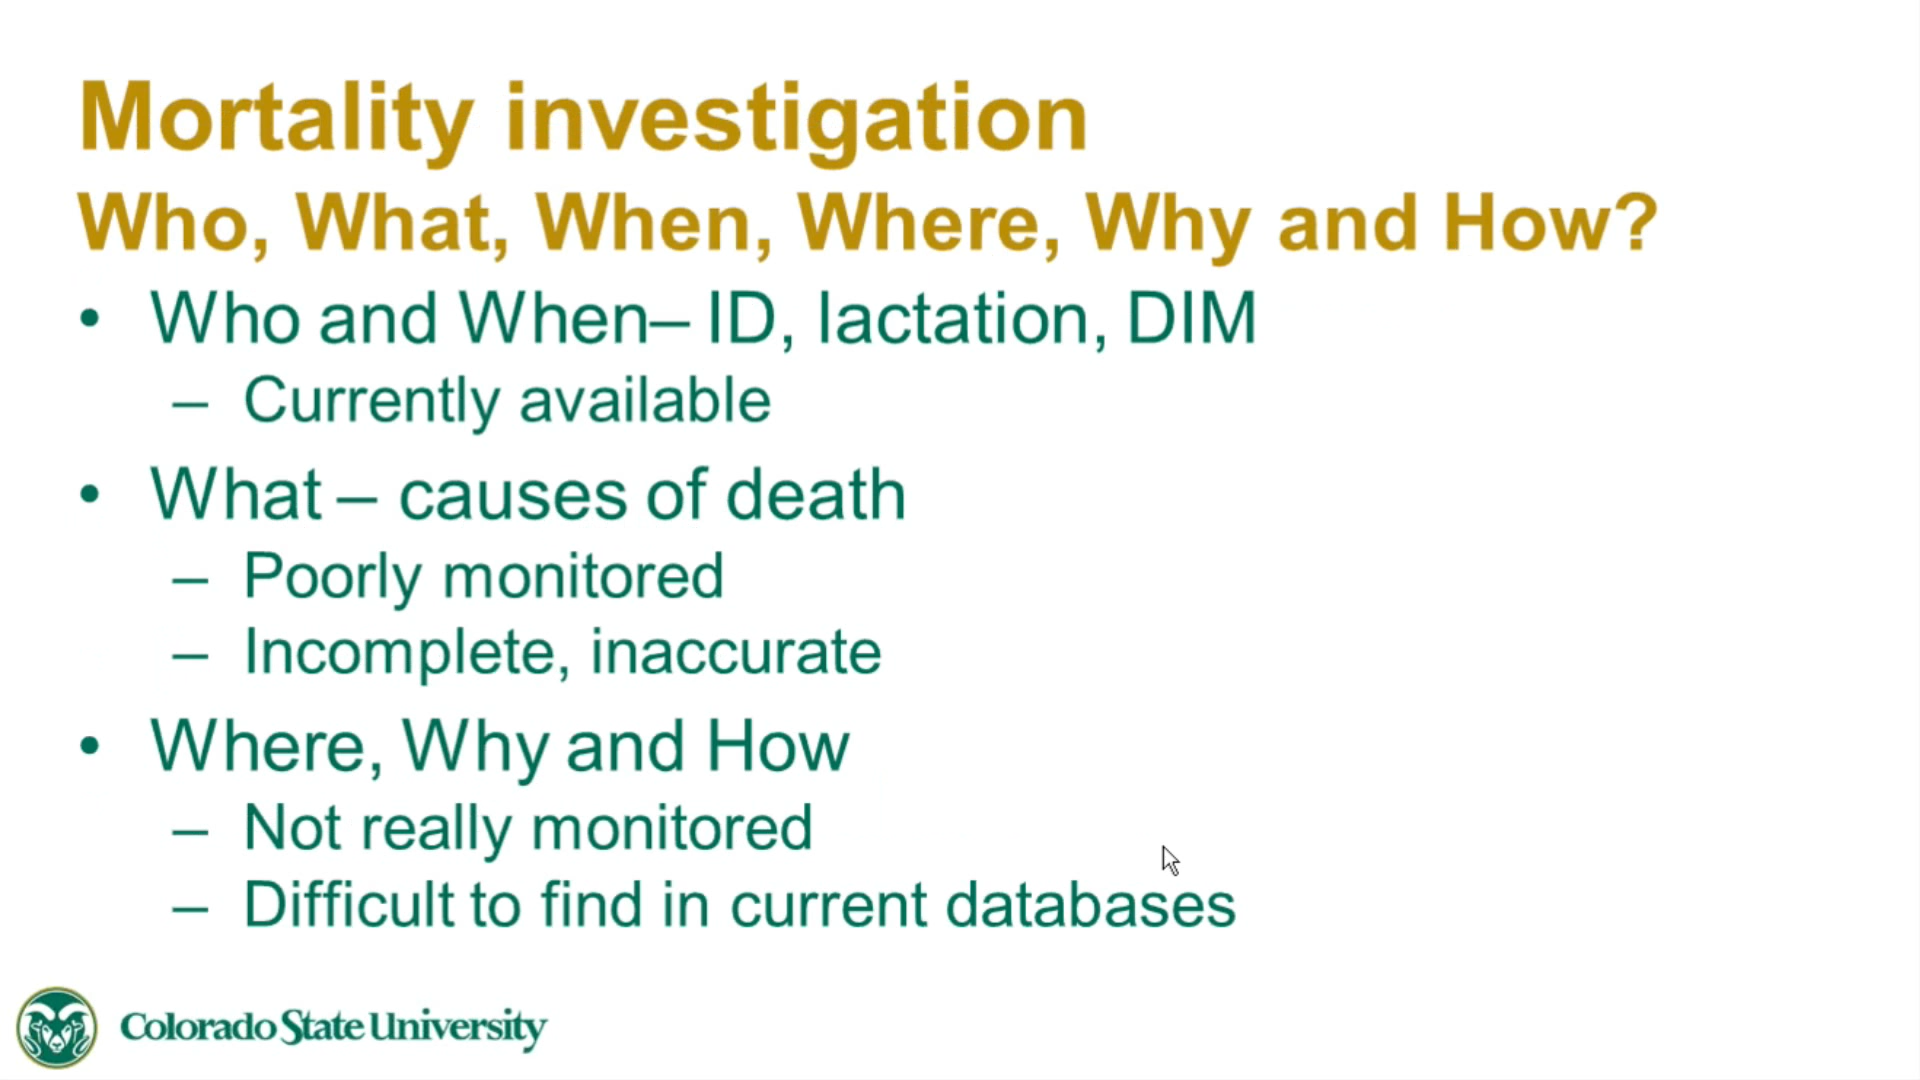 Mortality investigation
Who, What, When, Where, Why and How?
• Who and When– ID, lactation, DIM
– Currently available
• What – causes of death
– Poorly monitored
– Incomplete, inaccurate
• Where, Why and How
– Not really monitored
– Difficult to find in current databases
Colorado State University